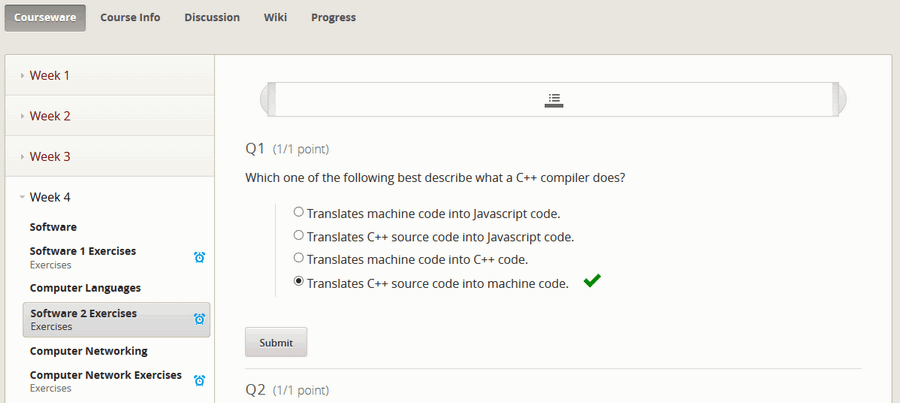 Courseware Course Info Discussion Wiki Progress
Week 1
Week 2
Week 3
Week 4
Software
Software 1 Exercises
Exercises
Computer Languages
Software 2 Exercises
Exercises
Computer Networking
Computer Network Exercises
Exercises
Q1 (1/1 point)
Which one of the following best describe what a C++ compiler does?
Translates machine code into Javascript code.
Translates C++ source code into Javascript code.
Translates machine code into C++ code.
Translates C++ source code into machine code.
Submit
Q2 (1/1 point)